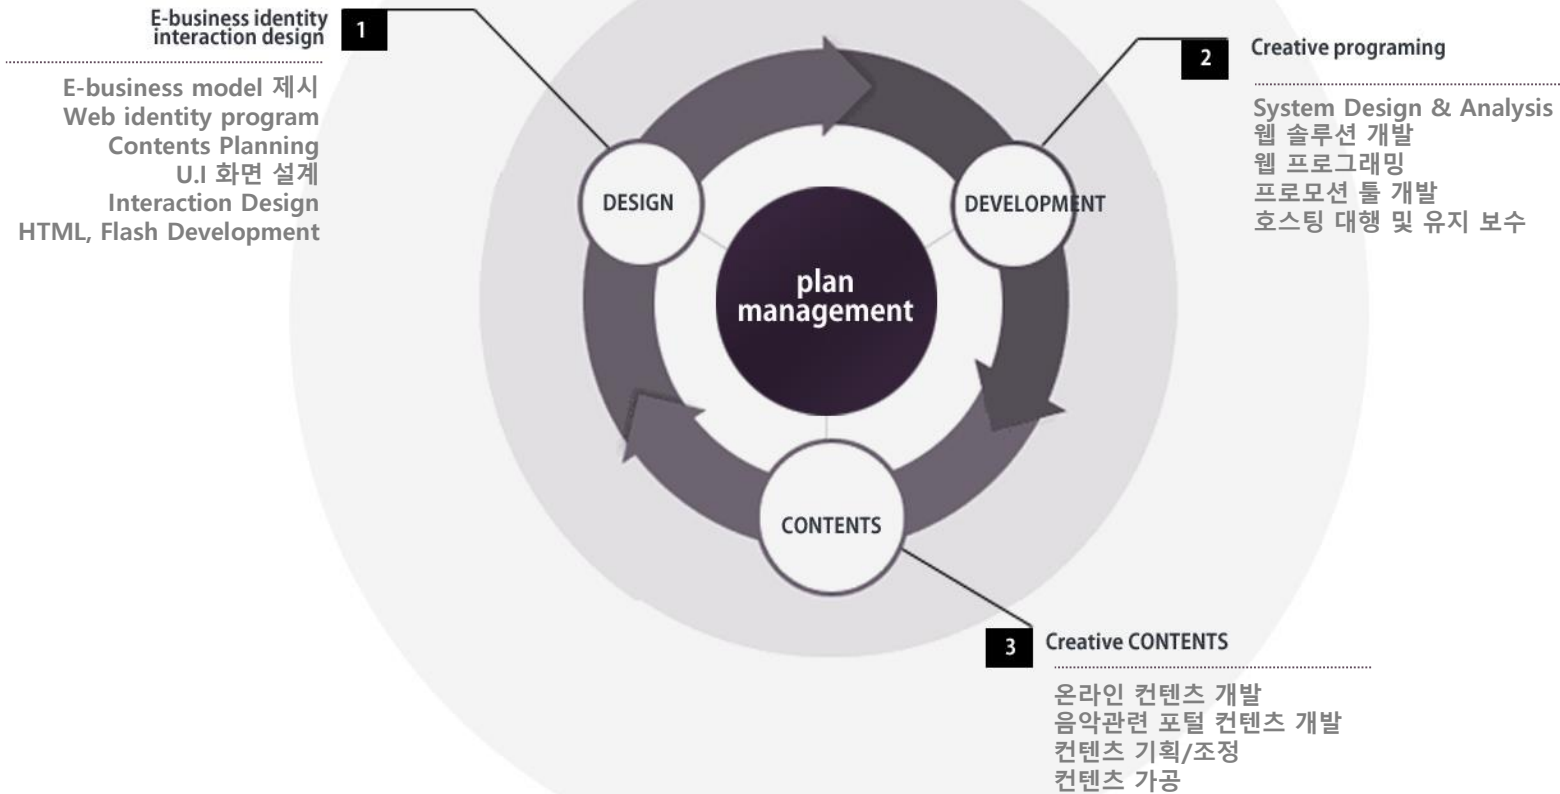 E-business identity
interaction design
1
E-business model 제시
Web identity program
Contents Planning
U.I 화면 설계
Interaction Design
HTML, Flash Development
2
Creative programing
System Design & Analysis
웹 솔루션 개발
웹 프로그래밍
프로모션 툴 개발
호스팅 대행 및 유지 보수
DESIGN
DEVELOPMENT
plan
management
CONTENTS
3
Creative CONTENTS
온라인 컨텐츠 개발
음악관련 포털 컨텐츠 개발
컨텐츠 기획/조정
컨텐츠 가공